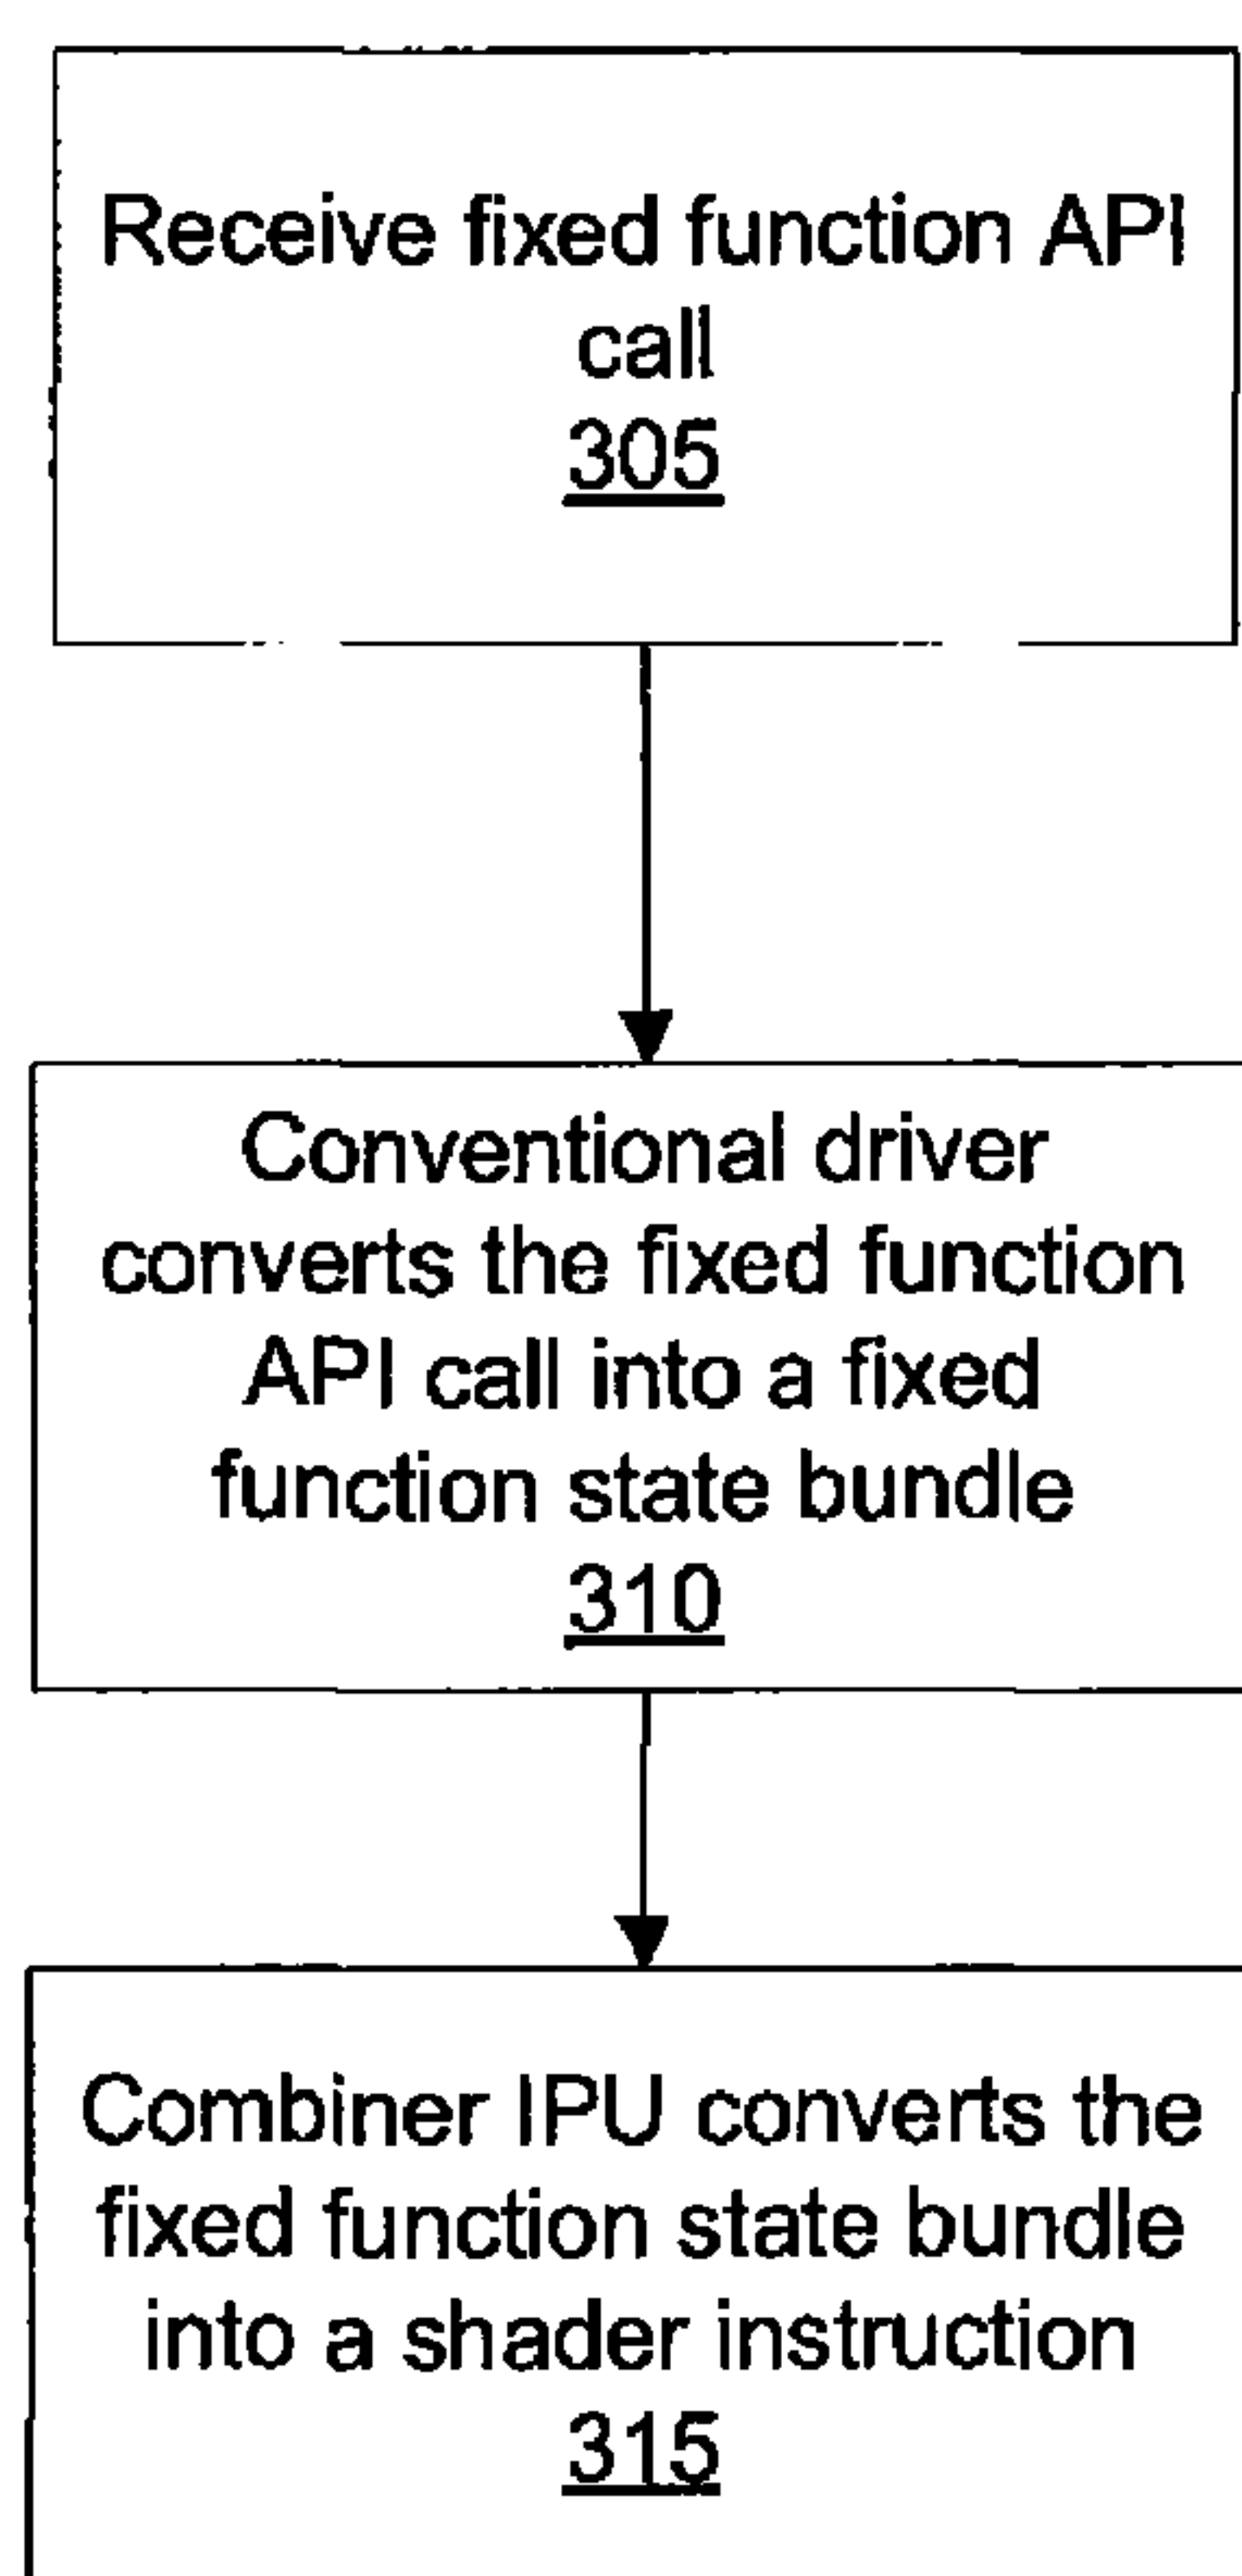 Receive fixed function API
call
305
Conventional driver
converts the fixed function
API call into a fixed
function state bundle
310
Combiner IPU converts the
fixed function state bundle
into a shader instruction
315